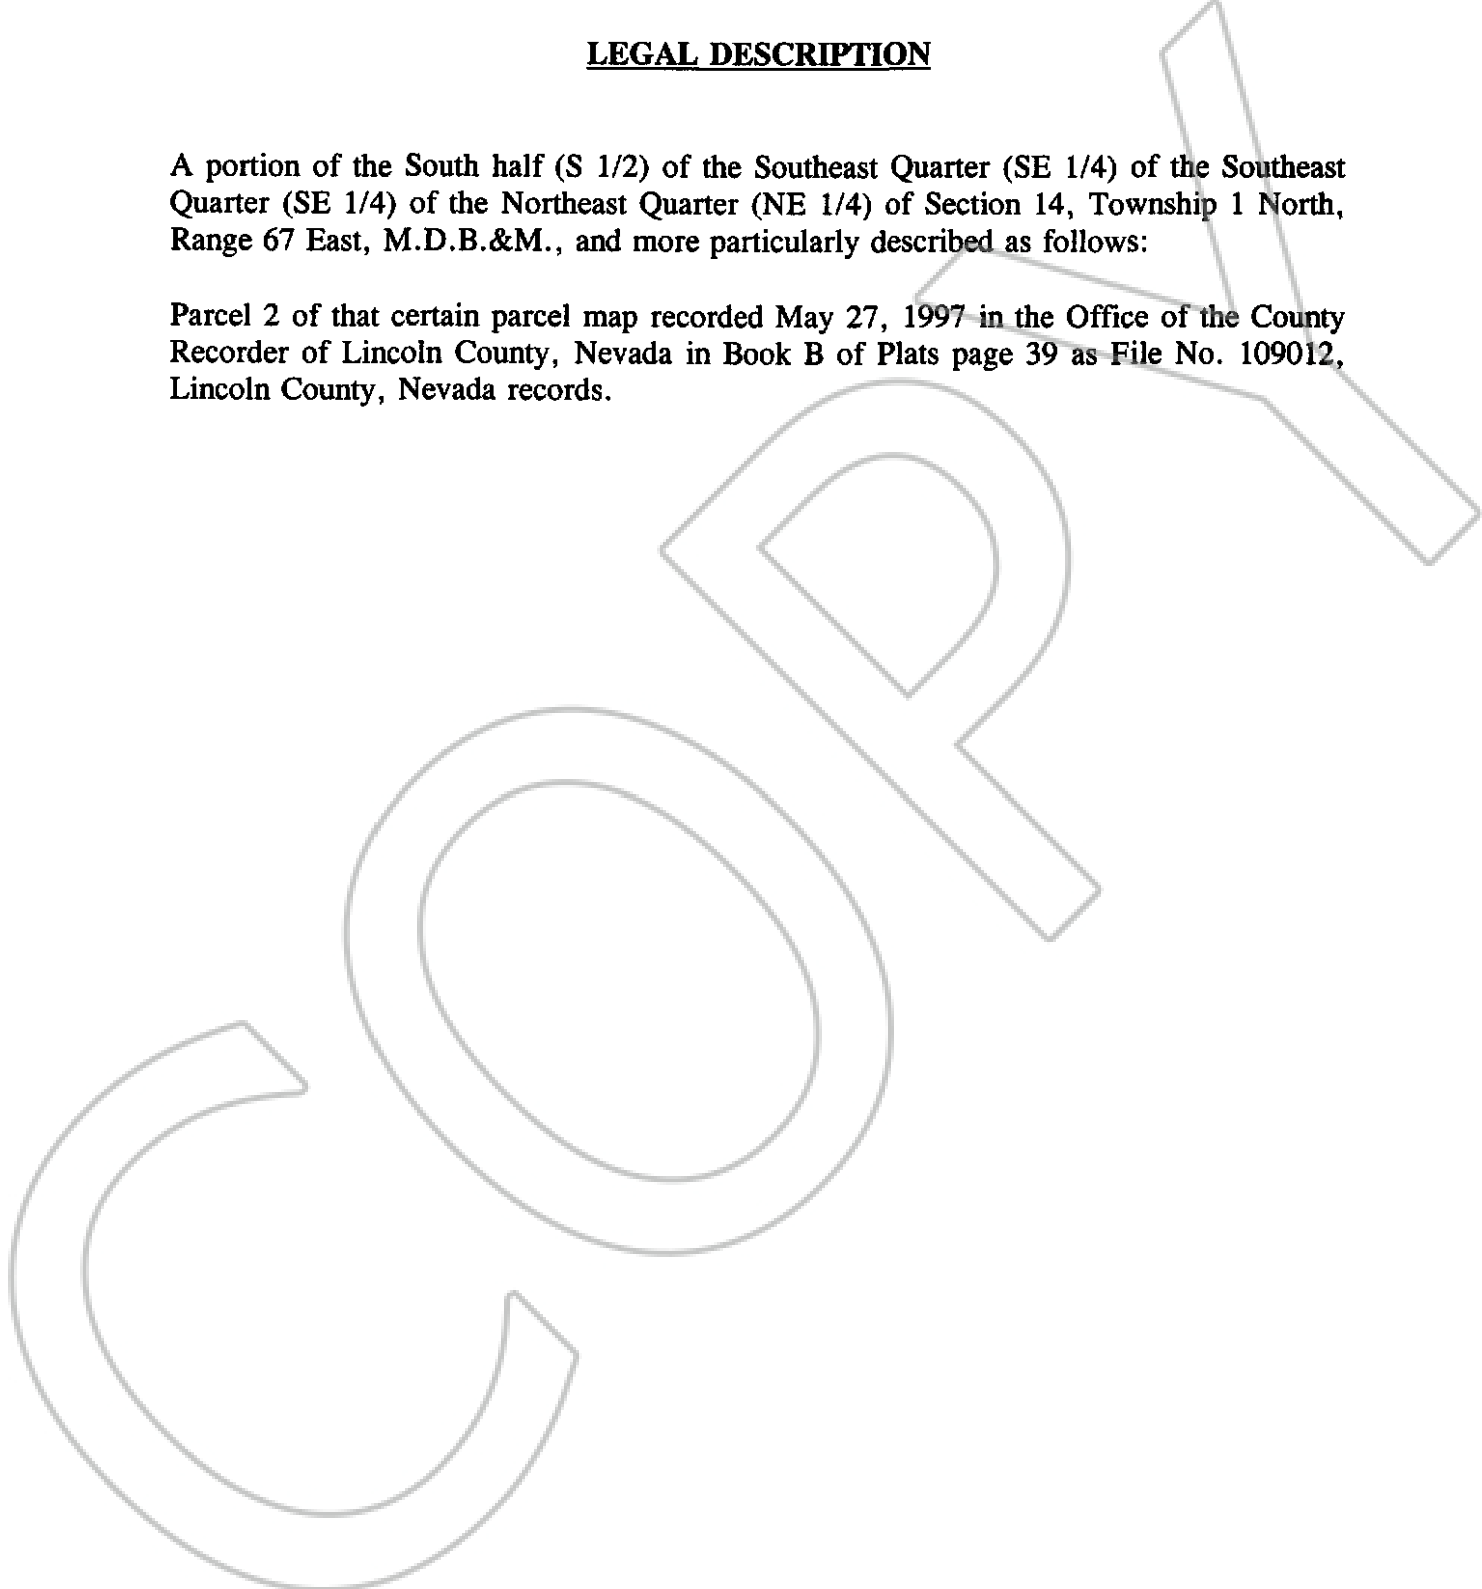 LEGAL DESCRIPTION
A portion of the South half (S 1/2) of the Southeast Quarter (SE 1/4) of the Southeast
Quarter (SE 1/4) of the Northeast Quarter (NE 1/4) of Section 14, Township 1 North,
Range 67 East, M.D.B.&M., and more particularly described as follows:
Parcel 2 of that certain parcel map recorded May 27, 1997 in the Office of the County
Recorder of Lincoln County, Nevada in Book B of Plats page 39 as File No. 109012,
Lincoln County, Nevada records.
COPY